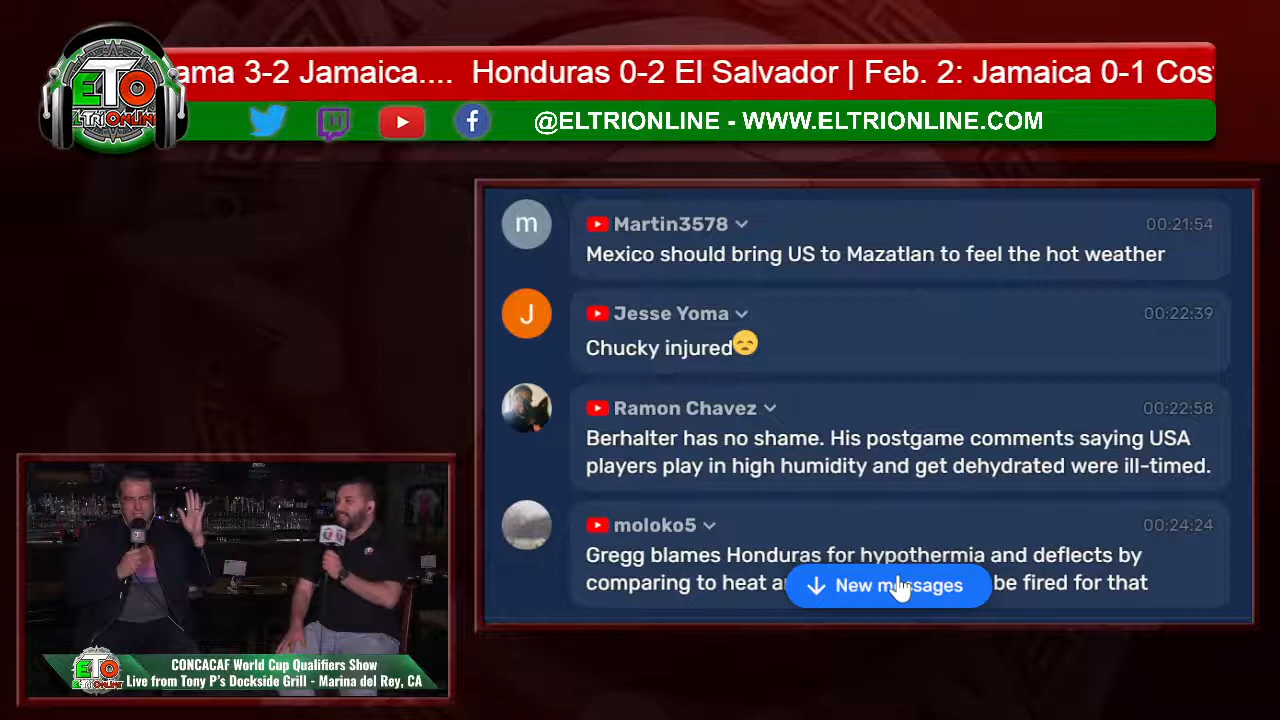 ama 3-2 Jamaica.... Honduras 0-2 El Salvador | Feb. 2: Jamaica 0-1 Cos
ETO
ELTRIONLINE
@ELTRIONLINE - WWW.ELTRIONLINE.COM
m
Martin3578
00:21:54
Mexico should bring US to Mazatlan to feel the hot weather
J
Jesse Yoma
00:22:39
Chucky injured😞
Ramon Chavez
00:22:58
Berhalter has no shame. His postgame comments saying USA
players play in high humidity and get dehydrated were ill-timed.
moloko5
00:24:24
Gregg blames Honduras for hypothermia and deflects by
comparing to heat a
be fired for that
New messages
CONCACAF World Cup Qualifiers Show
Live from Tony P's Dockside Grill - Marina del Rey, CA
ETO
ELTRIONLINE